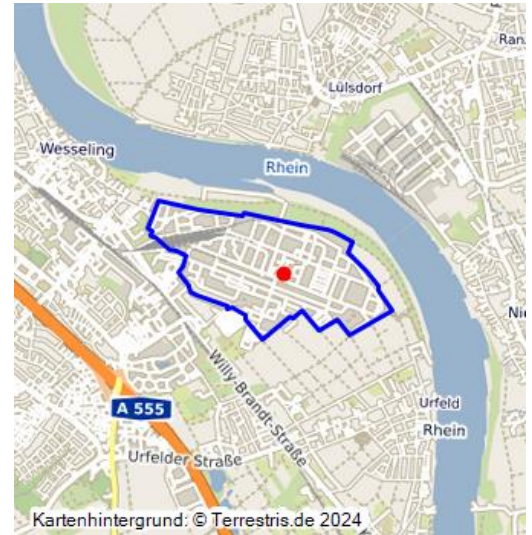 Ran
Lülsdorf
Wesseling
Rhein
Nie
A 555
Willy-Brandt-Straße
Urfeld
Rhein
Urfelder Straße
Kartenhintergrund: © Terrestris.de 2024